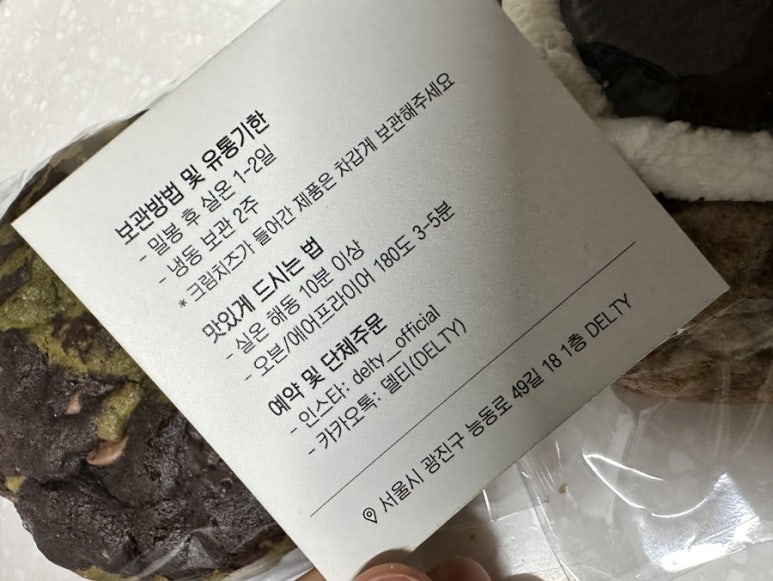 보관방법 및 유통기한
- 밀봉 후 실온 1-2일
- 냉동 보관 2주
* 크림치즈가 들어간 제품은 차갑게 보관해주세요
맛있게 드시는 법
- 실온 해동 10분 이상
- 오븐/에어프라이어 180도 3-5분
예약 및 단체주문
- 인스타: delty_official
- 카카오톡: 델티(DELTY)
서울시 광진구 능동로 49길 18 1층 DELTY